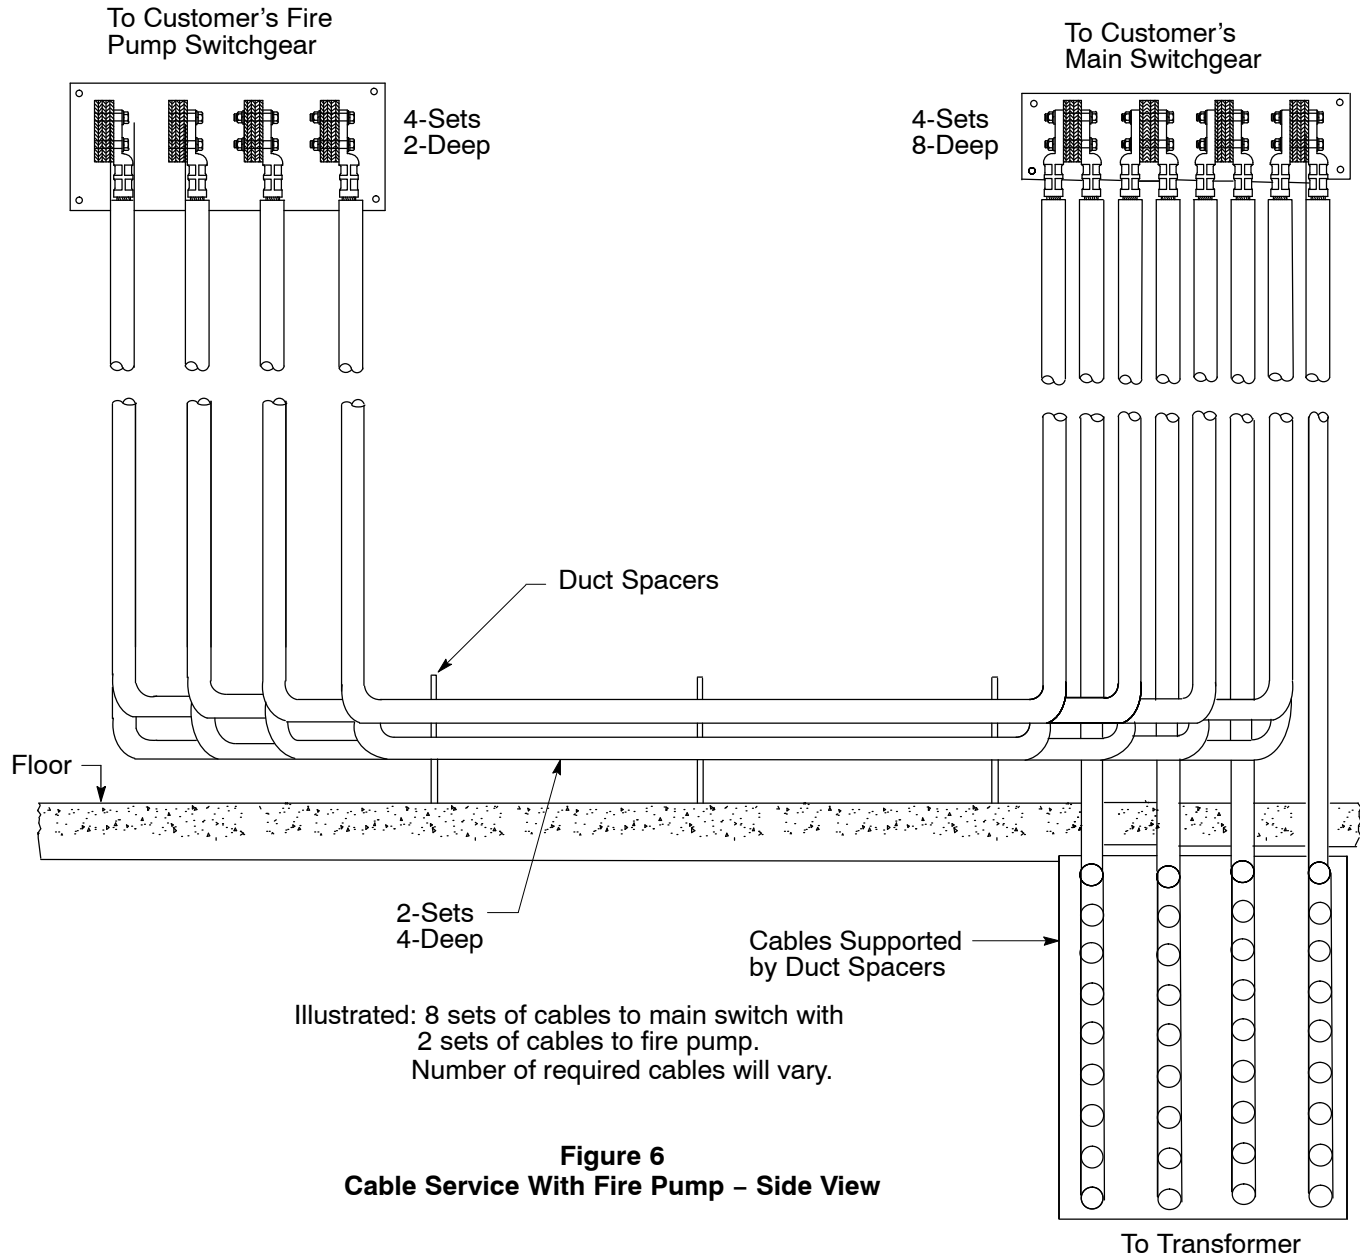 To Customer's Fire
Pump Switchgear
To Customer's
Main Switchgear
4-Sets
2-Deep
4-Sets
8-Deep
Duct Spacers
Floor
2-Sets
4-Deep
Cables Supported
by Duct Spacers
Illustrated: 8 sets of cables to main switch with
2 sets of cables to fire pump.
Number of required cables will vary.
Figure 6
Cable Service With Fire Pump – Side View
To Transformer